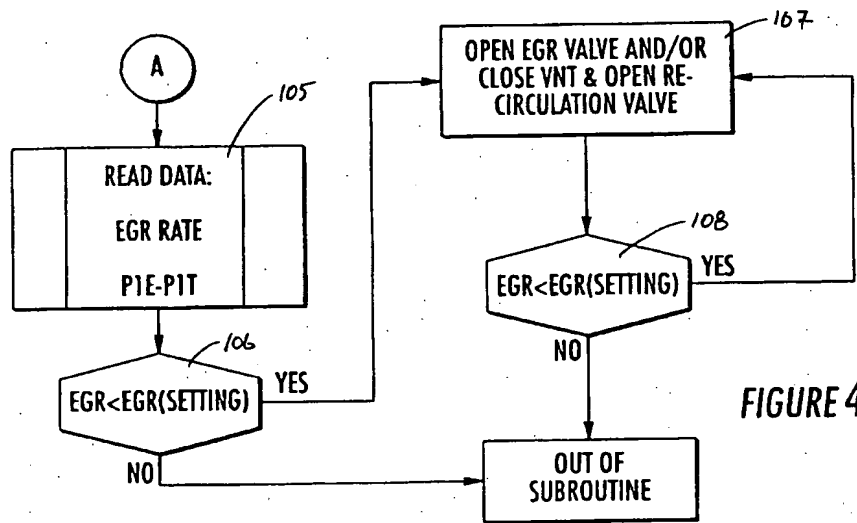 A
105
READ DATA:
EGR RATE
P1E-P1T
106
EGR<EGR(SETTING)
YES
NO
107
OPEN EGR VALVE AND/OR
CLOSE VNT & OPEN RE-
CIRCULATION VALVE
108
EGR<EGR(SETTING)
YES
NO
OUT OF
SUBROUTINE
FIGURE 4